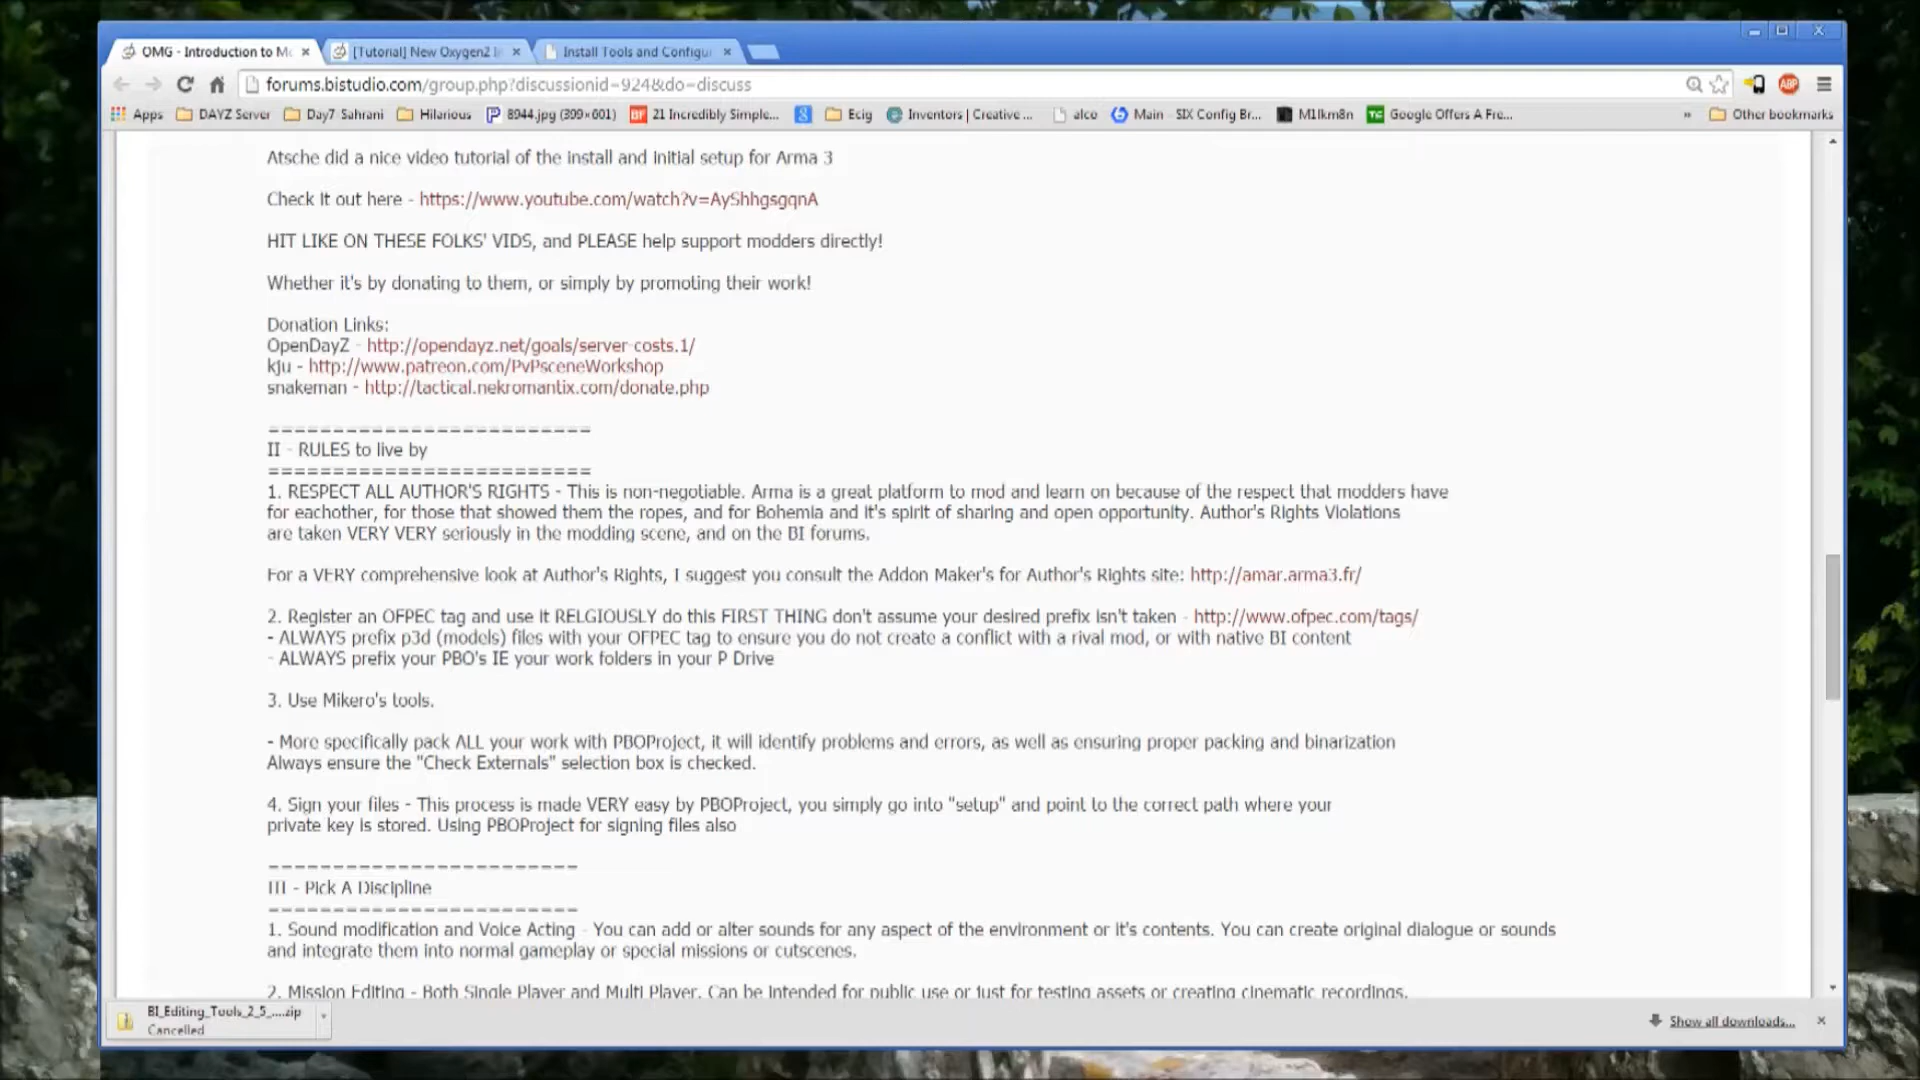 OMG - Introduction to Mo
[Tutorial] New Oxygen2 I
Install Tools and Configur
forums.bistudio.com/group.php?discussionid=924&do=discuss
Apps DAYZ Server Day7 Sahrani Hilarious 8944.jpg (399×601) 21 Incredibly Simple... Ecig Inventors | Creative ... alco Main - SIX Config Br... M1lkm8n Google Offers A Fre... » Other bookmarks
Atsche did a nice video tutorial of the install and initial setup for Arma 3
Check it out here - https://www.youtube.com/watch?v=AyShhgsgqnA
HIT LIKE ON THESE FOLKS' VIDS, and PLEASE help support modders directly!
Whether it's by donating to them, or simply by promoting their work!
Donation Links:
OpenDayZ - http://opendayz.net/goals/server-costs.1/
kju - http://www.patreon.com/PvPsceneWorkshop
snakeman - http://tactical.nekromantix.com/donate.php
=========================
II - RULES to live by
=========================
1. RESPECT ALL AUTHOR'S RIGHTS - This is non-negotiable. Arma is a great platform to mod and learn on because of the respect that modders have
for eachother, for those that showed them the ropes, and for Bohemia and it's spirit of sharing and open opportunity. Author's Rights Violations
are taken VERY VERY seriously in the modding scene, and on the BI forums.
For a VERY comprehensive look at Author's Rights, I suggest you consult the Addon Maker's for Author's Rights site: http://amar.arma3.fr/
2. Register an OFPEC tag and use it RELGIOUSLY do this FIRST THING don't assume your desired prefix isn't taken - http://www.ofpec.com/tags/
- ALWAYS prefix p3d (models) files with your OFPEC tag to ensure you do not create a conflict with a rival mod, or with native BI content
- ALWAYS prefix your PBO's IE your work folders in your P Drive
3. Use Mikero's tools.
- More specifically pack ALL your work with PBOProject, it will identify problems and errors, as well as ensuring proper packing and binarization
Always ensure the "Check Externals" selection box is checked.
4. Sign your files - This process is made VERY easy by PBOProject, you simply go into "setup" and point to the correct path where your
private key is stored. Using PBOProject for signing files also
------------------------
III - Pick A Discipline
------------------------
1. Sound modification and Voice Acting - You can add or alter sounds for any aspect of the environment or it's contents. You can create original dialogue or sounds
and integrate them into normal gameplay or special missions or cutscenes.
2. Mission Editing - Both Single Player and Multi Player. Can be intended for public use or just for testing assets or creating cinematic recordings.
BI_Editing_Tools_2_5_....zip
Cancelled
Show all downloads...